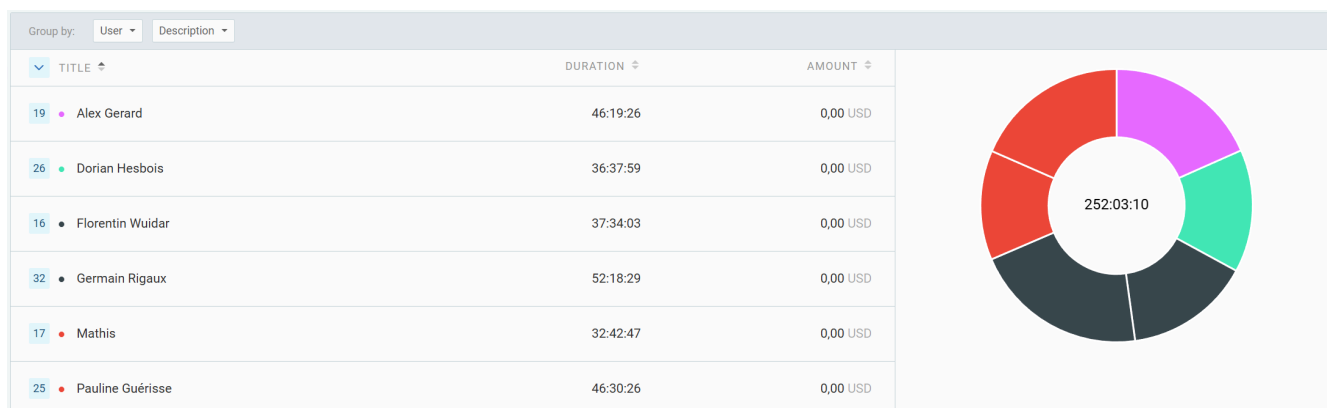 Group by: User Description
TITLE DURATION AMOUNT
19 Alex Gerard 46:19:26 0,00 USD
26 Dorian Hesbois 36:37:59 0,00 USD
16 Florentin Wuidar 37:34:03 0,00 USD
32 Germain Rigaux 52:18:29 0,00 USD
17 Mathis 32:42:47 0,00 USD
25 Pauline Guérisse 46:30:26 0,00 USD
252:03:10